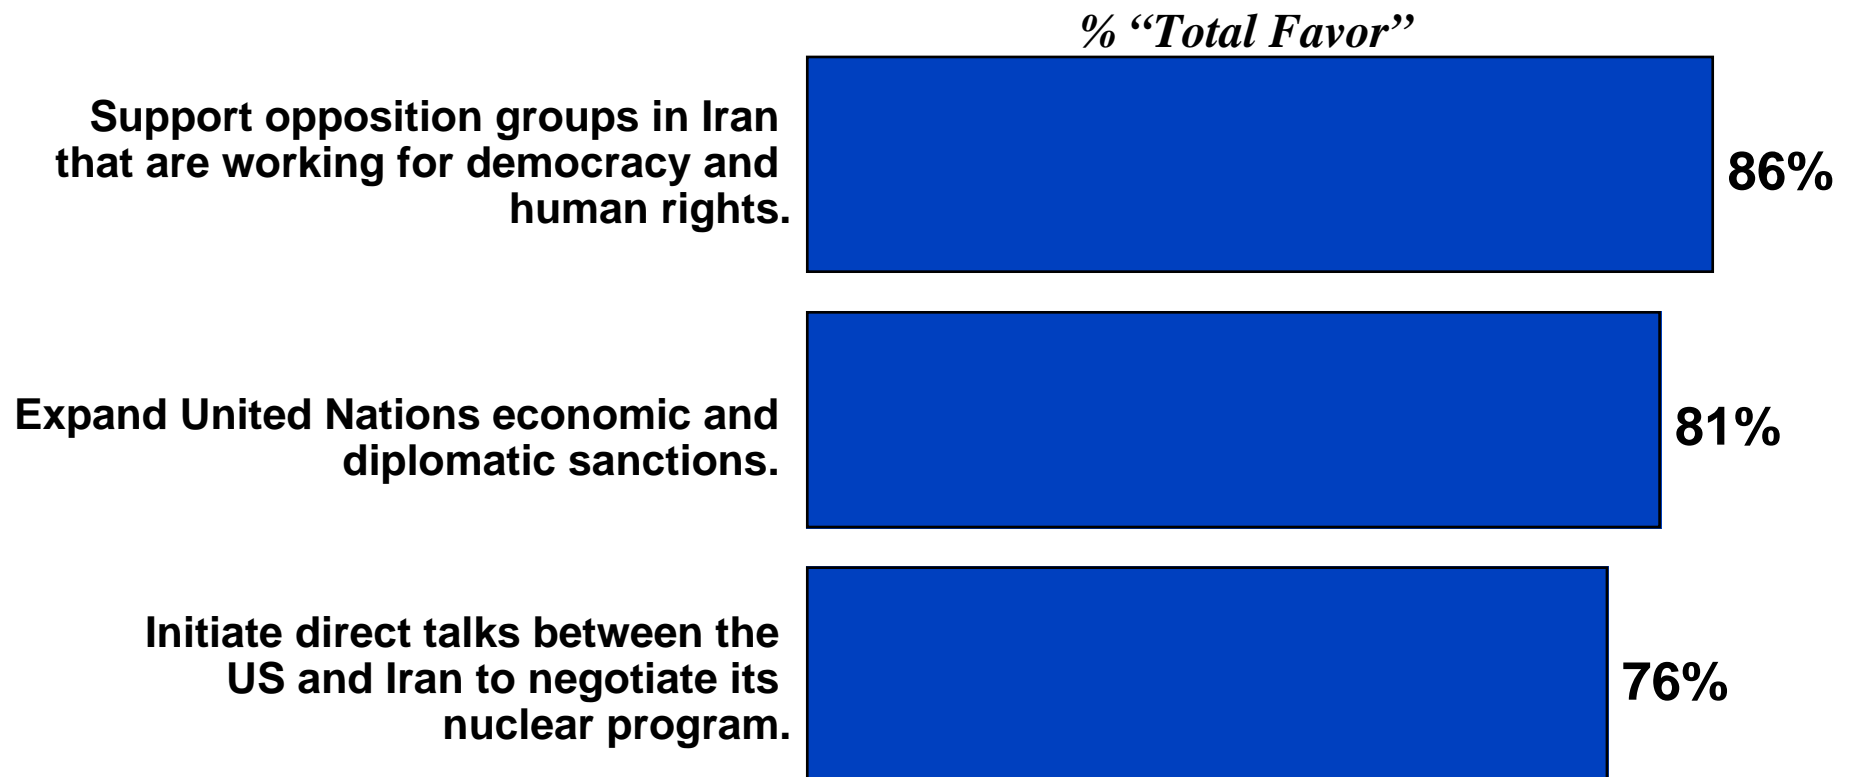 % “Total Favor”
Support opposition groups in Iran
that are working for democracy and
human rights.
86%
Expand United Nations economic and
diplomatic sanctions.
81%
Initiate direct talks between the
US and Iran to negotiate its
nuclear program.
76%